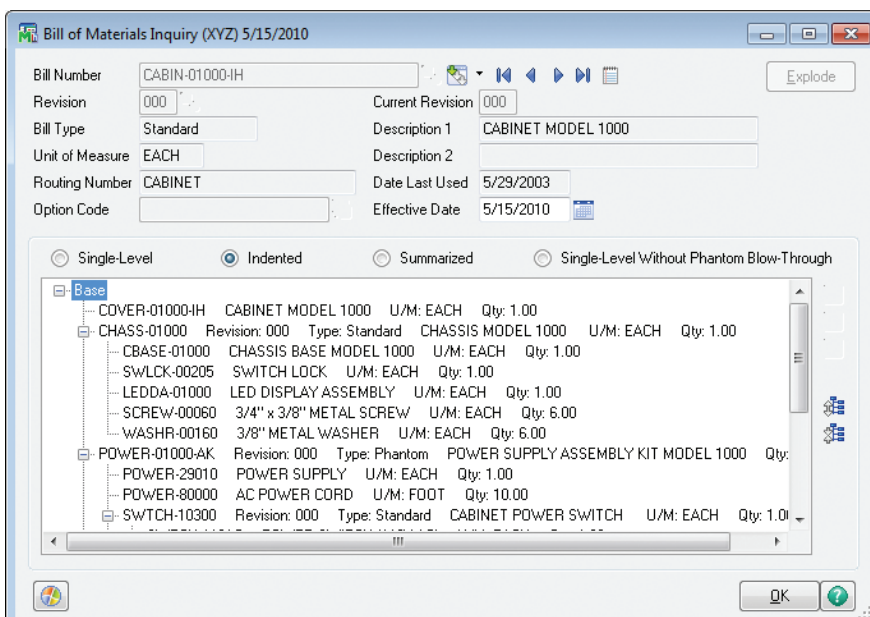 Bill of Materials Inquiry (XYZ) 5/15/2010
Bill Number CABIN-01000-IH Explode
Revision 000 Current Revision 000
Bill Type Standard Description 1 CABINET MODEL 1000
Unit of Measure EACH Description 2
Routing Number CABINET Date Last Used 5/29/2003
Option Code Effective Date 5/15/2010
Single-Level Indented Summarized Single-Level Without Phantom Blow-Through
Base
COVER-01000-IH CABINET MODEL 1000 U/M: EACH Qty: 1.00
CHASS-01000 Revision: 000 Type: Standard CHASSIS MODEL 1000 U/M: EACH Qty: 1.00
CBASE-01000 CHASSIS BASE MODEL 1000 U/M: EACH Qty: 1.00
SWLCK-00205 SWITCH LOCK U/M: EACH Qty: 1.00
LEDDA-01000 LED DISPLAY ASSEMBLY U/M: EACH Qty: 1.00
SCREW-00060 3/4" x 3/8" METAL SCREW U/M: EACH Qty: 6.00
WASHR-00160 3/8" METAL WASHER U/M: EACH Qty: 6.00
POWER-01000-AK Revision: 000 Type: Phantom POWER SUPPLY ASSEMBLY KIT MODEL 1000 Qty:
POWER-29010 POWER SUPPLY U/M: EACH Qty: 1.00
POWER-80000 AC POWER CORD U/M: FOOT Qty: 10.00
SWTCH-10300 Revision: 000 Type: Standard CABINET POWER SWITCH U/M: EACH Qty: 1.0
OK